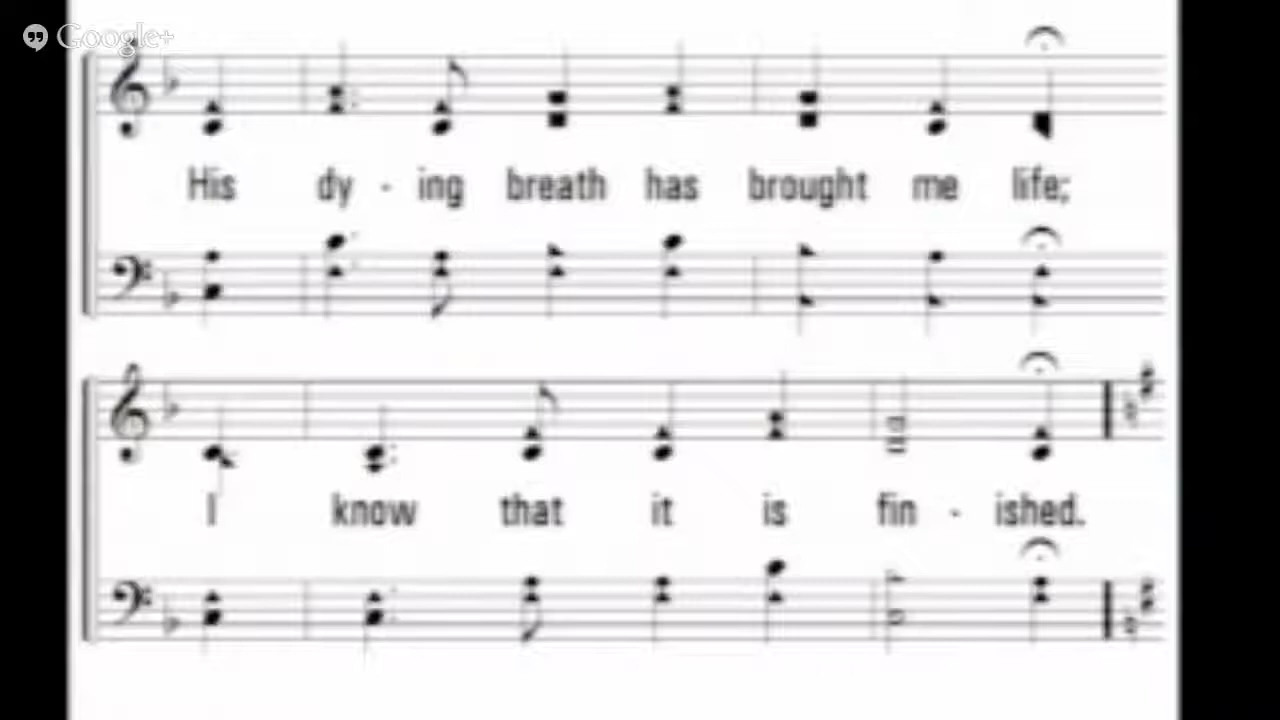 Google+
His dy - ing breath has brought me life;
I know that it is fin - ished.